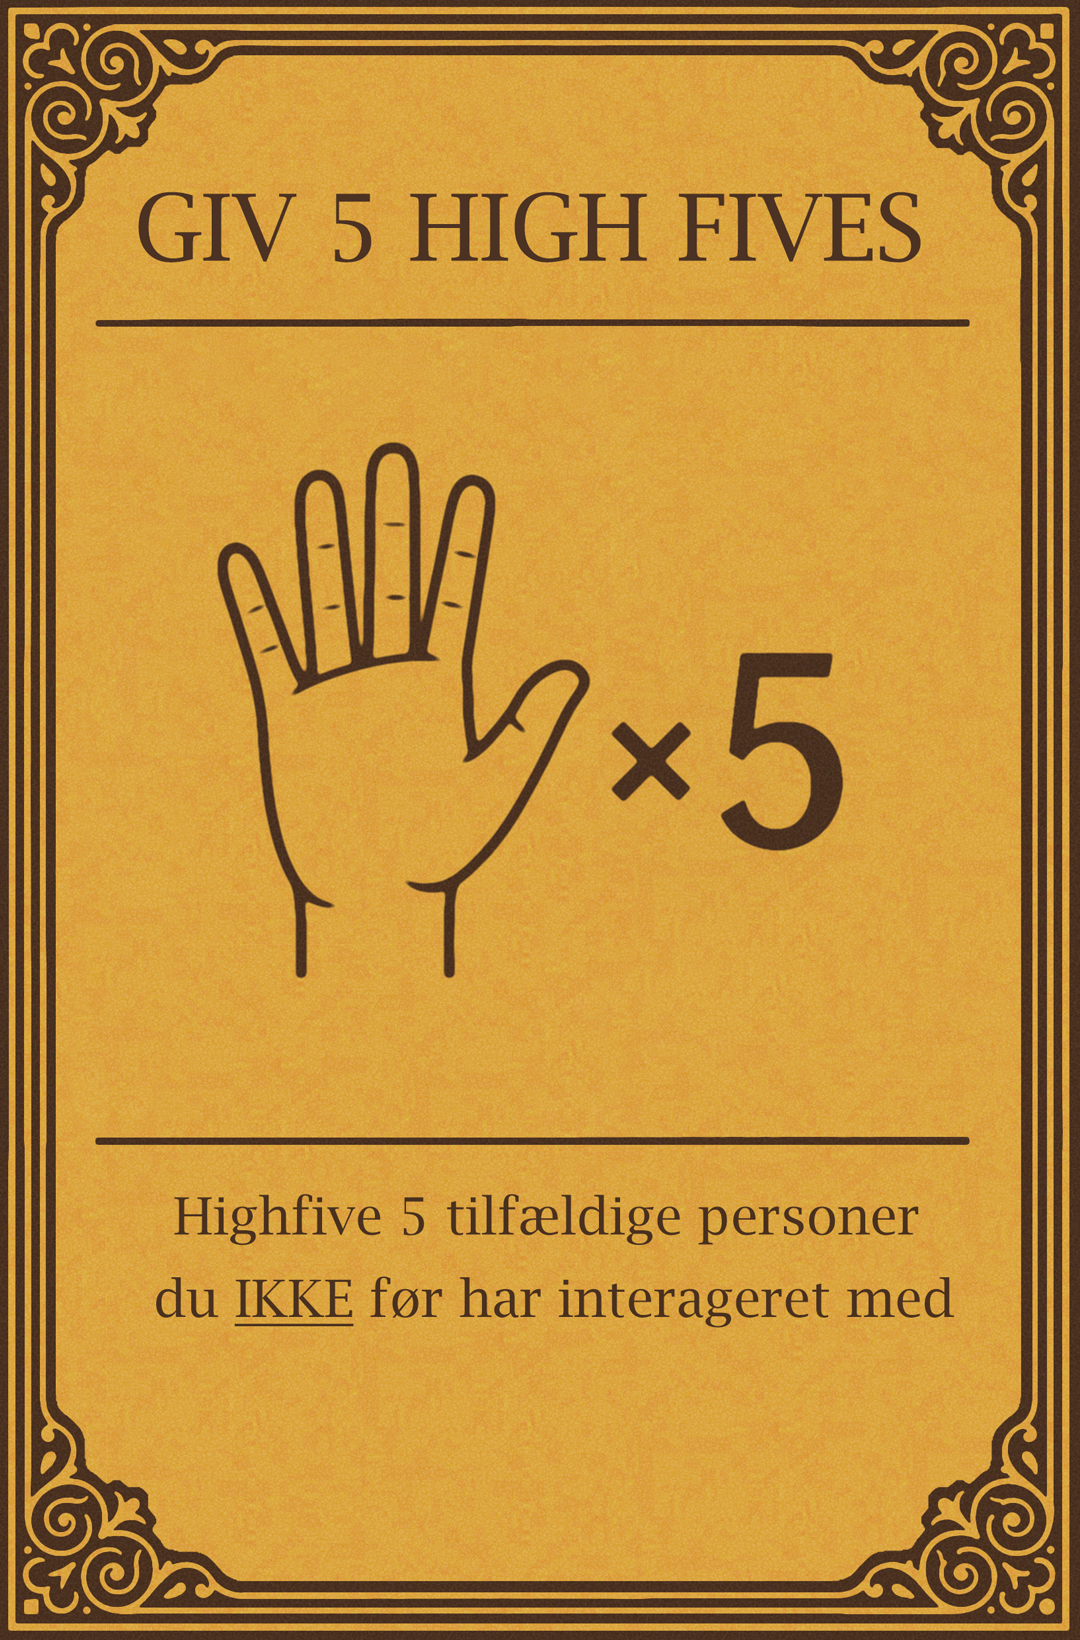 GIV 5 HIGH FIVES
×5
Highfive 5 tilfældige personer
du IKKE før har interageret med